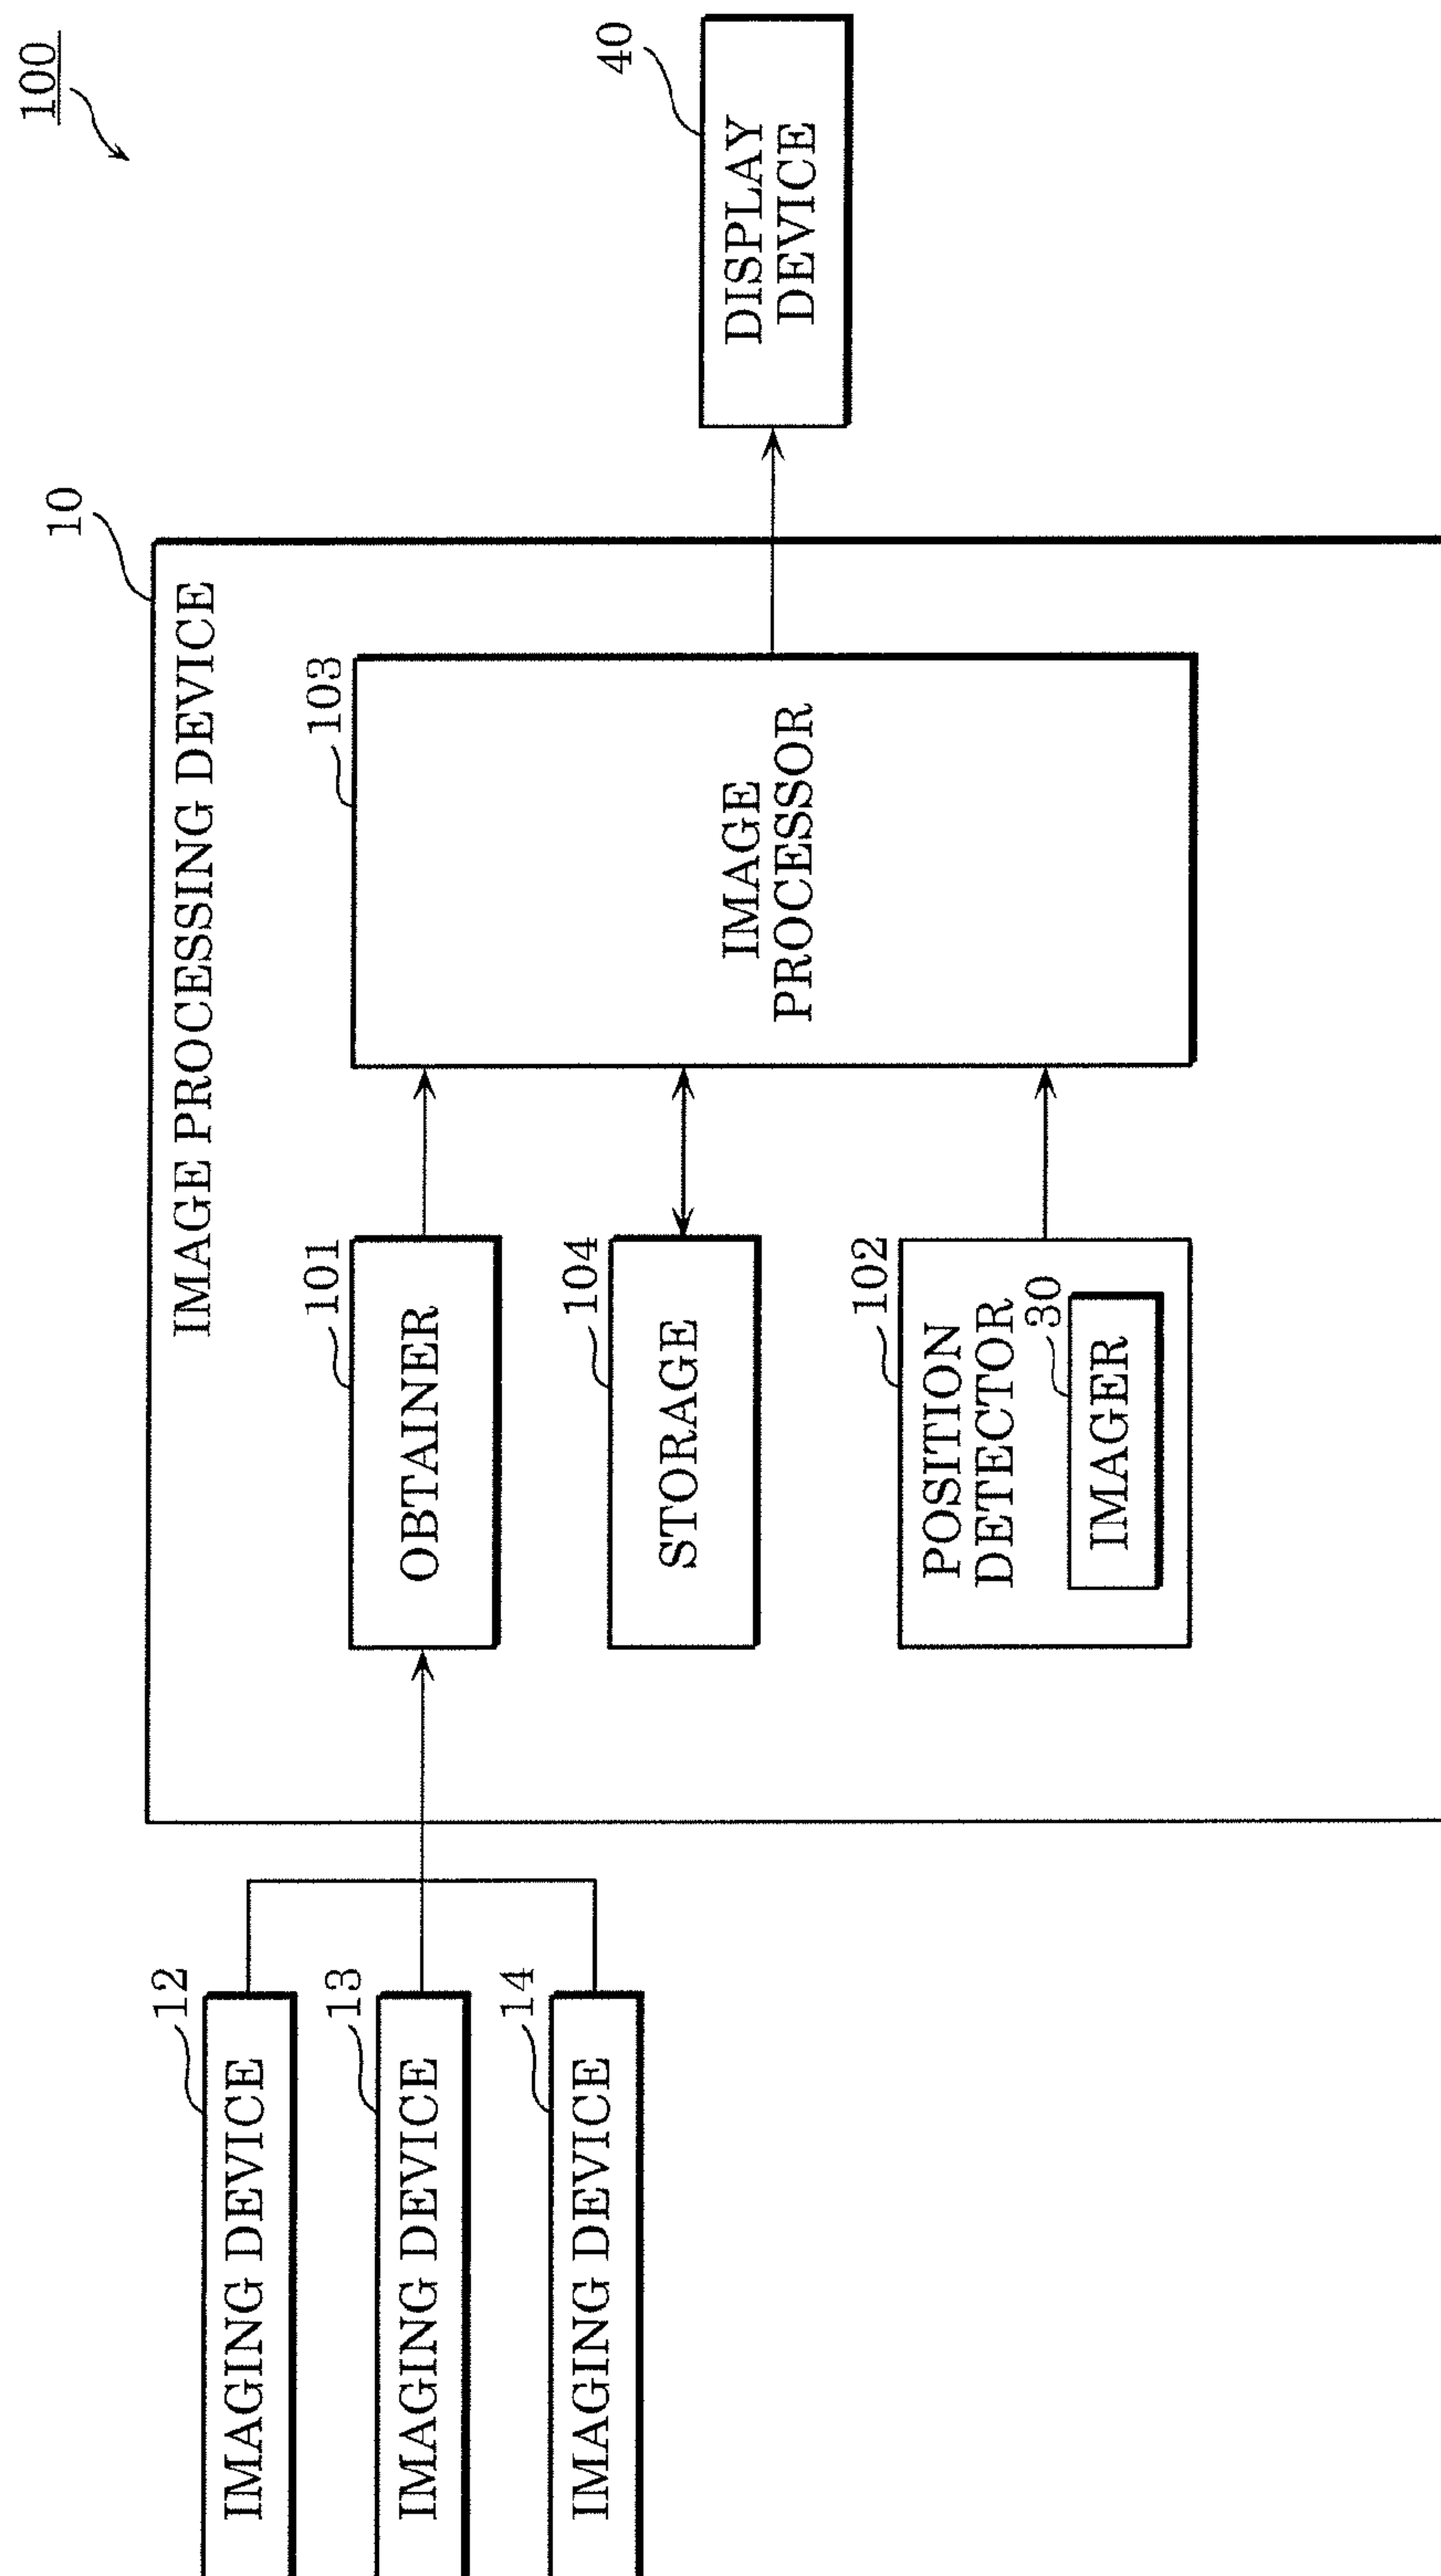 100
10
IMAGE PROCESSING DEVICE
12
IMAGING DEVICE
13
IMAGING DEVICE
14
IMAGING DEVICE
101
OBTAINER
104
STORAGE
102
POSITION
DETECTOR
30
IMAGER
103
IMAGE
PROCESSOR
40
DISPLAY
DEVICE